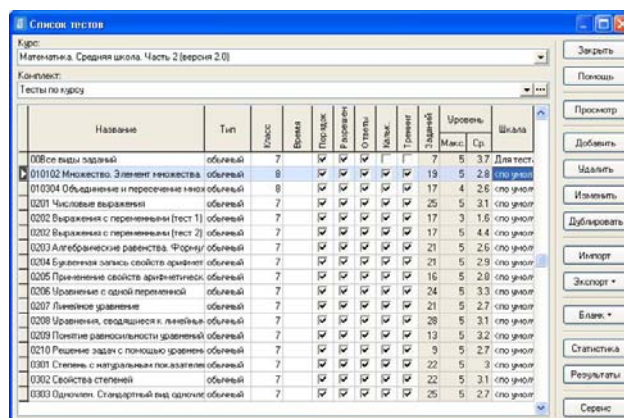 Список тестов
Курс:
Математика. Средняя школа. Часть 2 (версия 2.0)
Комплект:
Тесты по курсу
Название Тип Класс Время Порядок Разрешен Ответы Кальк. Тренинг Заданий Уровень Макс. Ср. Шкала
00Все виды заданий обычный 7 7 5 3.7 Для тест.
010102 Множество. Элемент множества. обычный 8 19 5 2.8 <по умол
010304 Объединение и пересечение множ обычный 8 17 4 2.6 <по умол
0201 Числовые выражения обычный 7 25 5 3.1 <по умол
0202 Выражения с переменными (тест 1) обычный 7 17 3 1.6 <по умол
0202 Выражения с переменными (тест 2) обычный 7 17 5 4.4 <по умол
0203 Алгебраические равенства. Формул обычный 7 21 5 2.6 <по умол
0204 Буквенная запись свойств арифмет обычный 7 21 5 2.9 <по умол
0205 Применение свойств арифметическ обычный 7 16 5 2.8 <по умол
0206 Уравнение с одной переменной обычный 7 24 5 3.3 <по умол
0207 Линейное уравнение обычный 7 21 5 2.7 <по умол
0208 Уравнения, сводящиеся к линейным обычный 7 28 5 3.1 <по умол
0209 Понятие равносильности уравнений обычный 7 13 5 3.2 <по умол
0210 Решение задач с помощью уравнен обычный 7 9 5 2.7 <по умол
0301 Степень с натуральным показателем обычный 7 22 5 3 <по умол
0302 Свойства степеней обычный 7 22 5 3.1 <по умол
0303 Одночлен. Стандартный вид одночле обычный 7 25 5 2.7 <по умол
Закрыть
Помощь
Просмотр
Добавить
Удалить
Изменить
Дублировать
Импорт
Экспорт
Бланк
Статистика
Результаты
Сервис